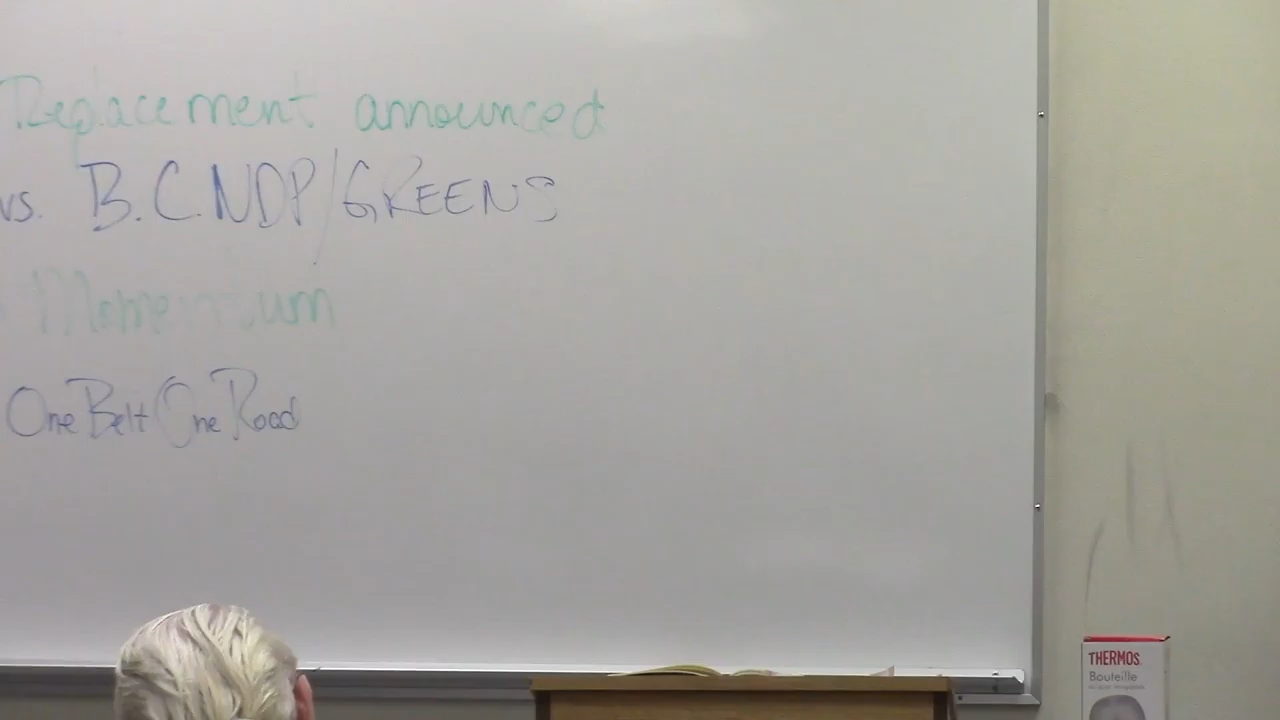 Replacement announced
vs. B.C. NDP/GREENS
Momentum
One Belt One Road
THERMOS
Bouteille